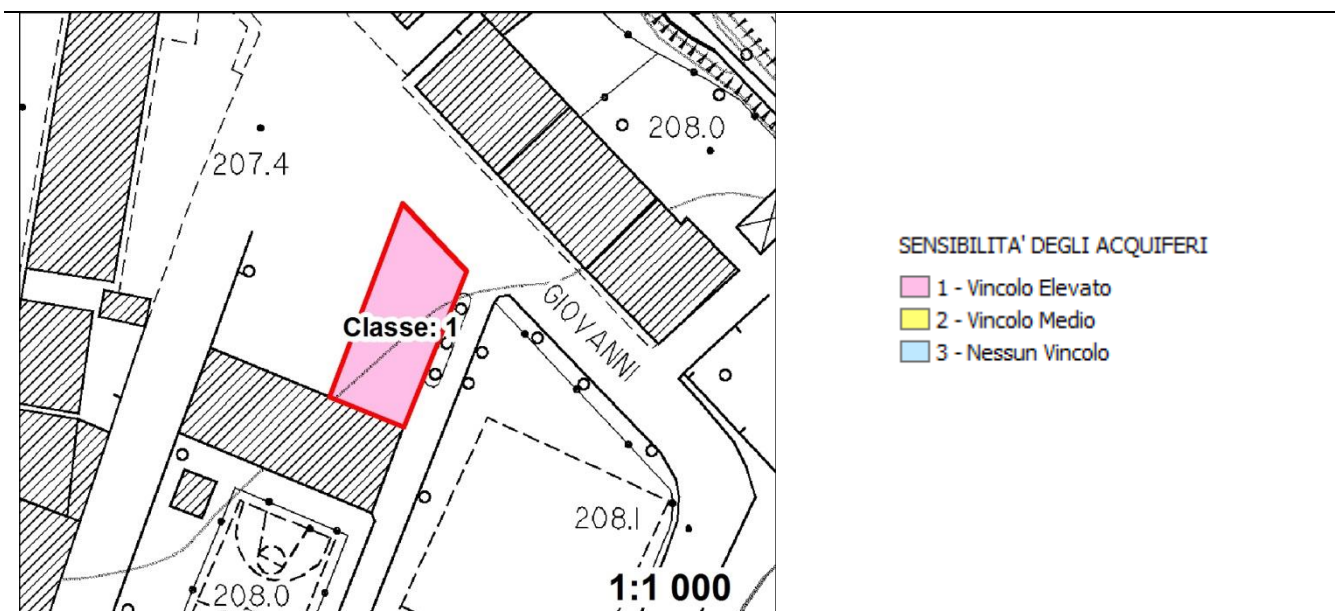 208.0
207.4
GIOVANNI
Classe: 1
208.1
208.0
1:1 000
SENSIBILITA' DEGLI ACQUIFERI
1 - Vincolo Elevato
2 - Vincolo Medio
3 - Nessun Vincolo